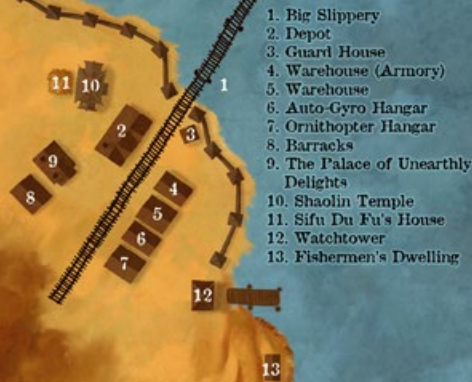 1. Big Slippery
2. Depot
3. Guard House
4. Warehouse (Armory)
5. Warehouse
6. Auto-Gyro Hangar
7. Ornithopter Hangar
8. Barracks
9. The Palace of Unearthly
Delights
10. Shaolin Temple
11. Sifu Du Fu's House
12. Watchtower
13. Fishermen's Dwelling
11
10
1
2
3
9
8
4
5
6
7
12
13